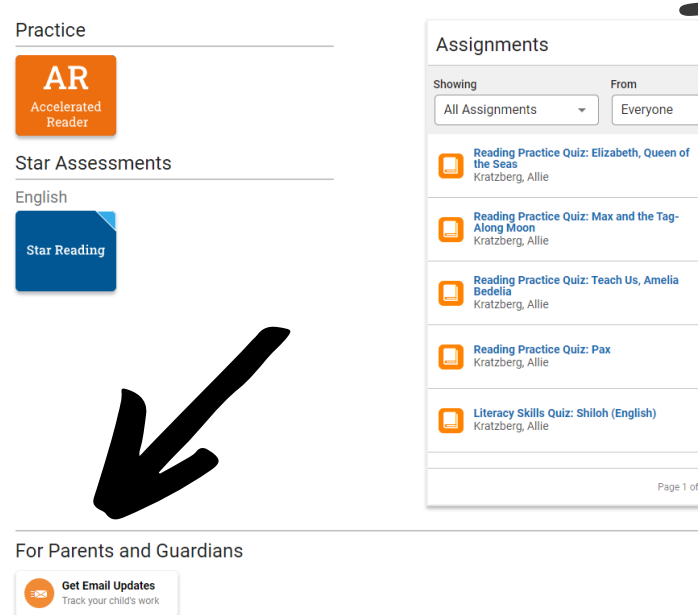 Practice
AR
Accelerated
Reader
Star Assessments
English
Star Reading
Assignments
Showing
From
All Assignments
Everyone
Reading Practice Quiz: Elizabeth, Queen of
the Seas
Kratzberg, Allie
Reading Practice Quiz: Max and the Tag-
Along Moon
Kratzberg, Allie
Reading Practice Quiz: Teach Us, Amelia
Bedelia
Kratzberg, Allie
Reading Practice Quiz: Pax
Kratzberg, Allie
Literacy Skills Quiz: Shiloh (English)
Kratzberg, Allie
Page 1 of
For Parents and Guardians
Get Email Updates
Track your child's work